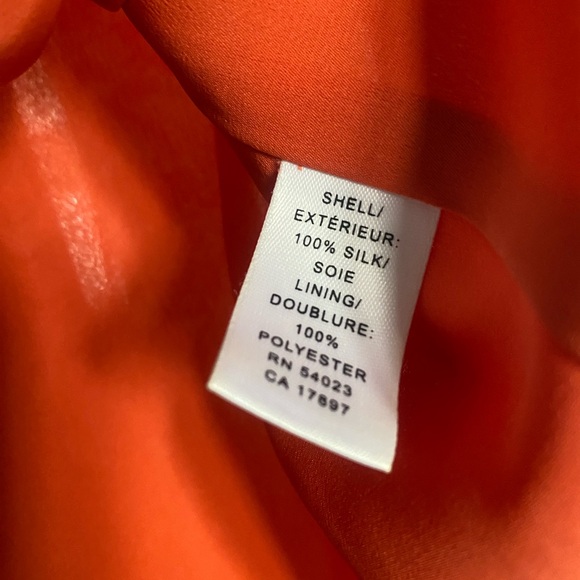 SHELL/
EXTÉRIEUR:
100% SILK/
SOIE
LINING/
DOUBLURE:
100%
POLYESTER
RN 54023
CA 17897